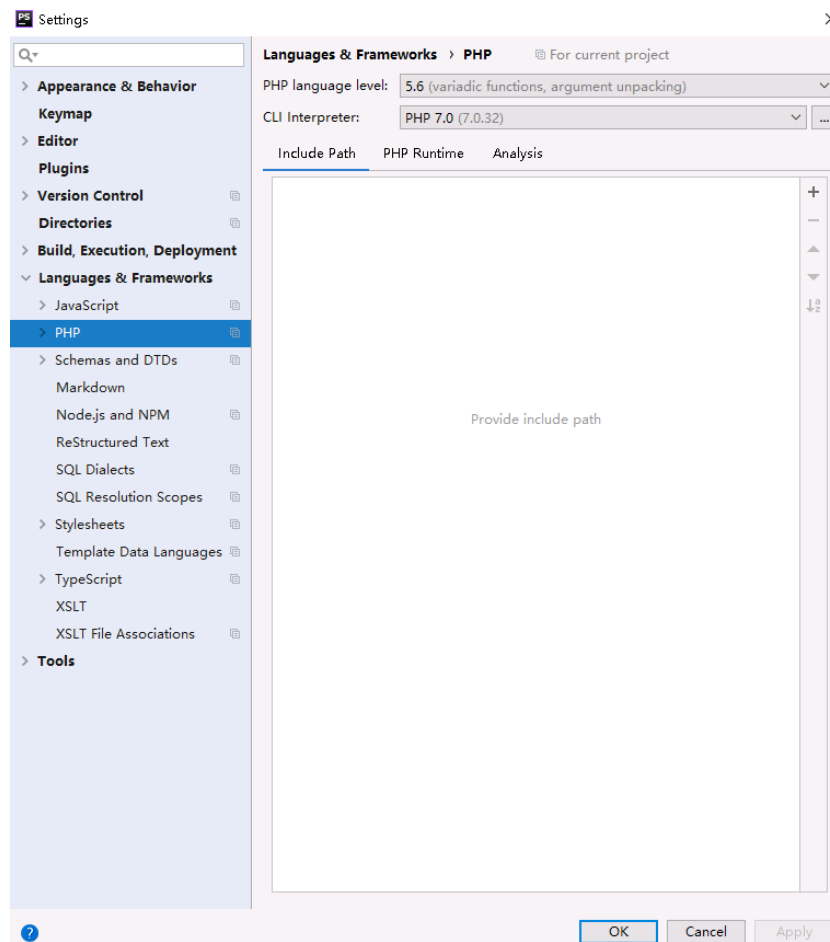 PS Settings
Languages & Frameworks › PHP For current project
Appearance & Behavior
PHP language level: 5.6 (variadic functions, argument unpacking)
Keymap
CLI Interpreter: PHP 7.0 (7.0.32) ...
Editor
Include Path PHP Runtime Analysis
Plugins
Version Control
Directories
Build, Execution, Deployment
Languages & Frameworks
JavaScript
PHP
Schemas and DTDs
Markdown
Node.js and NPM
Provide include path
ReStructured Text
SQL Dialects
SQL Resolution Scopes
Stylesheets
Template Data Languages
TypeScript
XSLT
XSLT File Associations
Tools
? OK Cancel Apply